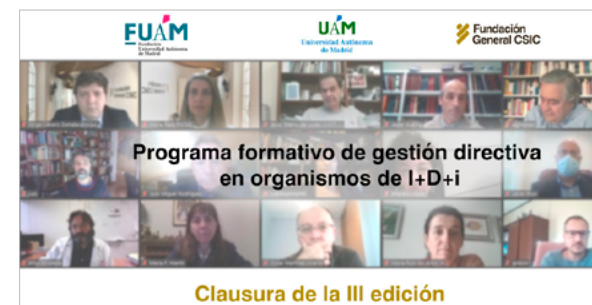 FUAM
Fundación
Universidad Autónoma
de Madrid
UAM
Universidad Autónoma
de Madrid
Fundación
General CSIC
Programa formativo de gestión directiva
en organismos de I+D+i
Clausura de la III edición